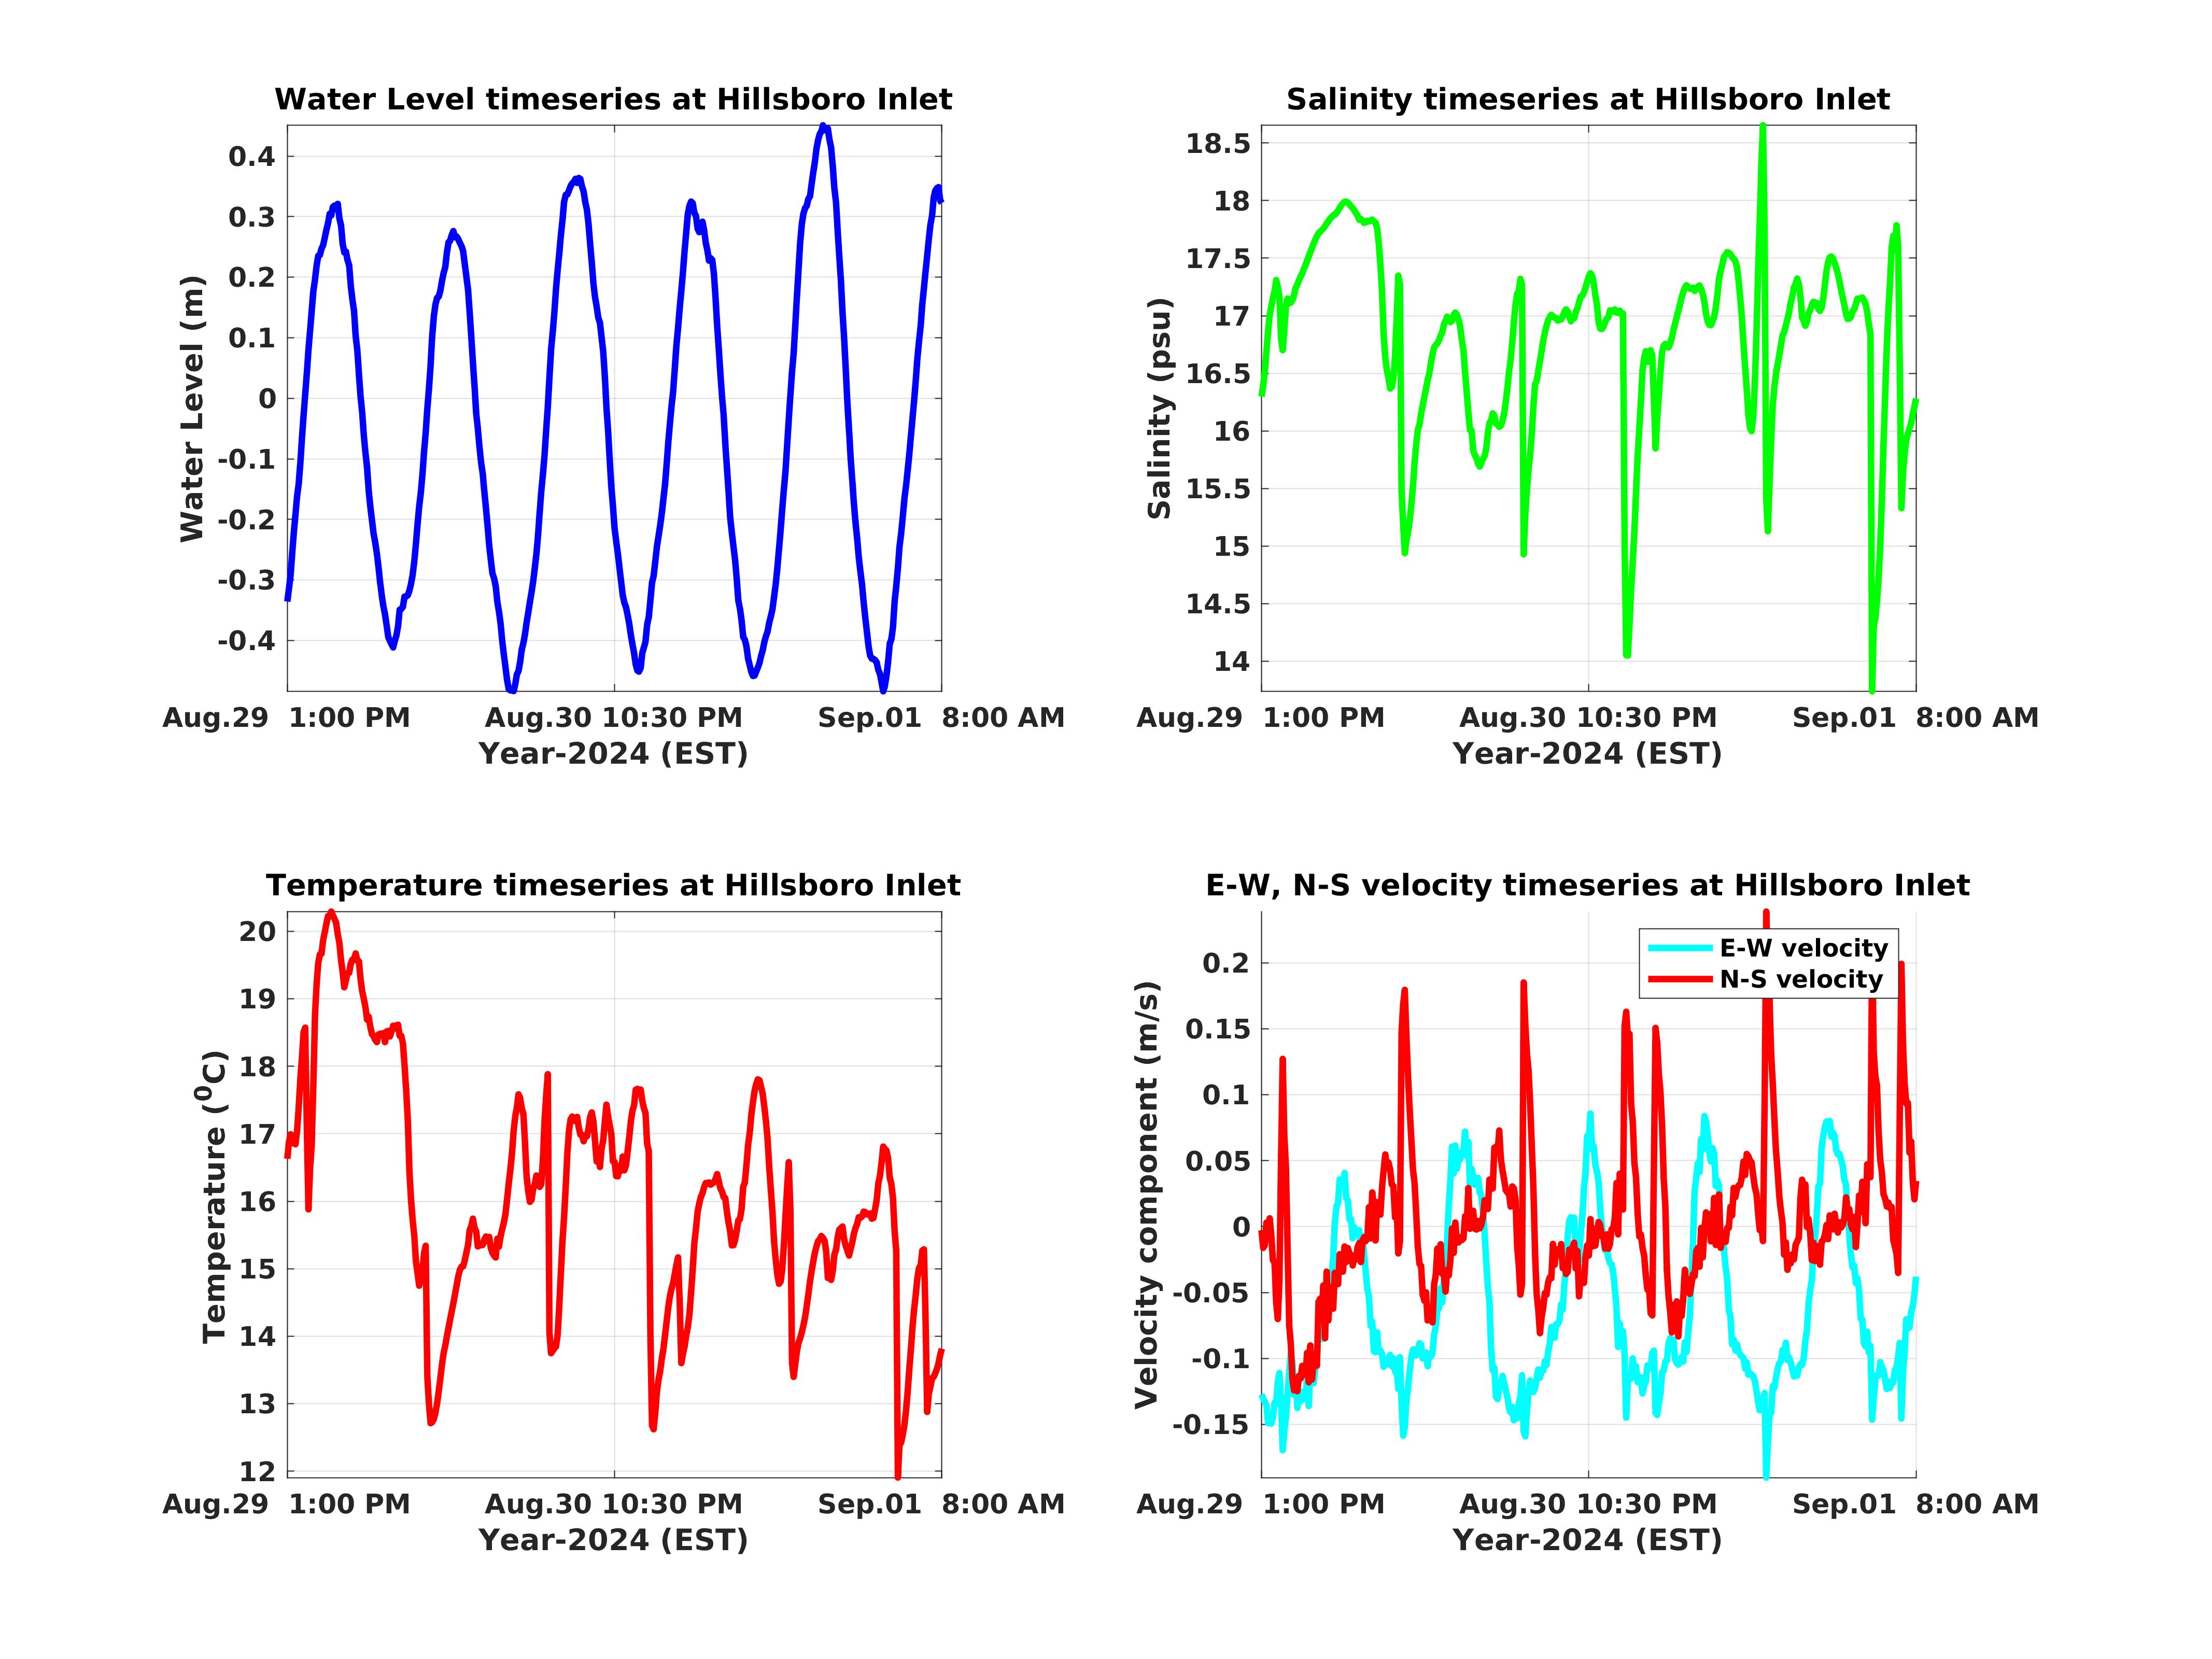 Water Level timeseries at Hillsboro Inlet
Water Level (m)
0.4
0.3
0.2
0.1
0
-0.1
-0.2
-0.3
-0.4
Aug.29 1:00 PM
Aug.30 10:30 PM
Sep.01 8:00 AM
Year-2024 (EST)
Salinity timeseries at Hillsboro Inlet
Salinity (psu)
18.5
18
17.5
17
16.5
16
15.5
15
14.5
14
Aug.29 1:00 PM
Aug.30 10:30 PM
Sep.01 8:00 AM
Year-2024 (EST)
Temperature timeseries at Hillsboro Inlet
Temperature (⁰C)
20
19
18
17
16
15
14
13
12
Aug.29 1:00 PM
Aug.30 10:30 PM
Sep.01 8:00 AM
Year-2024 (EST)
E-W, N-S velocity timeseries at Hillsboro Inlet
Velocity component (m/s)
0.2
0.15
0.1
0.05
0
-0.05
-0.1
-0.15
E-W velocity
N-S velocity
Aug.29 1:00 PM
Aug.30 10:30 PM
Sep.01 8:00 AM
Year-2024 (EST)